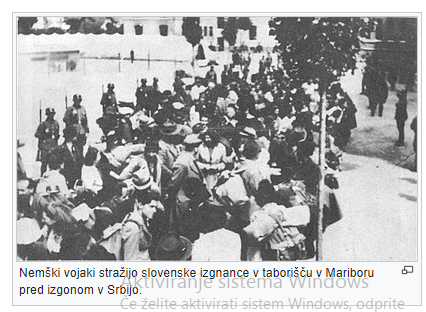 Nemški vojaki stražijo slovenske izgnance v taborišču v Mariboru
pred izgonom v Srbijo.
Aktiviranje sistema Windows
Če želite aktivirati sistem Windows, odprite